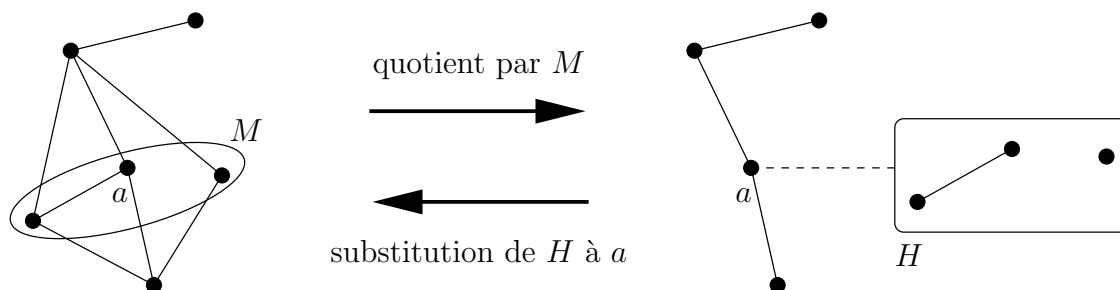 quotient par M
M
a
substitution de H à a
a
H